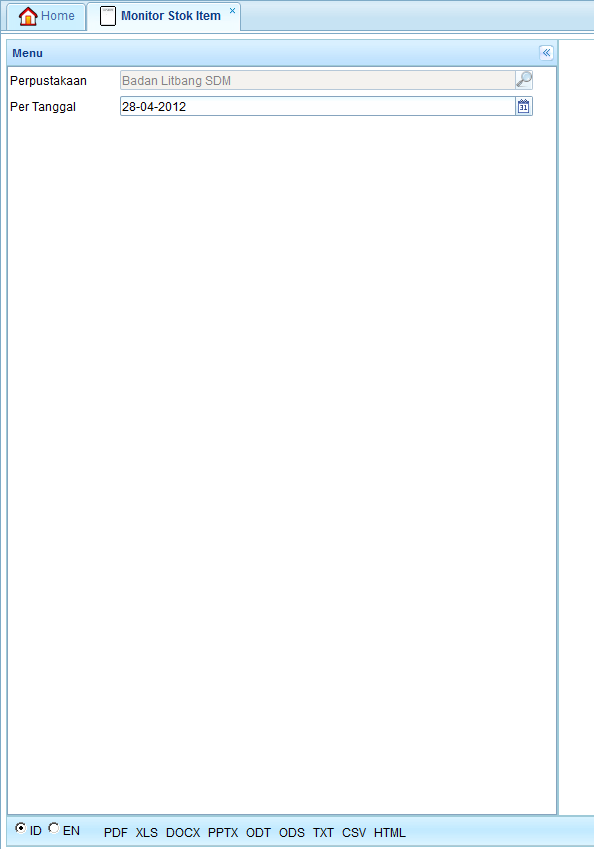 Home Monitor Stok Item
Menu
Perpustakaan Badan Litbang SDM
Per Tanggal 28-04-2012 31
ID EN PDF XLS DOCX PPTX ODT ODS TXT CSV HTML